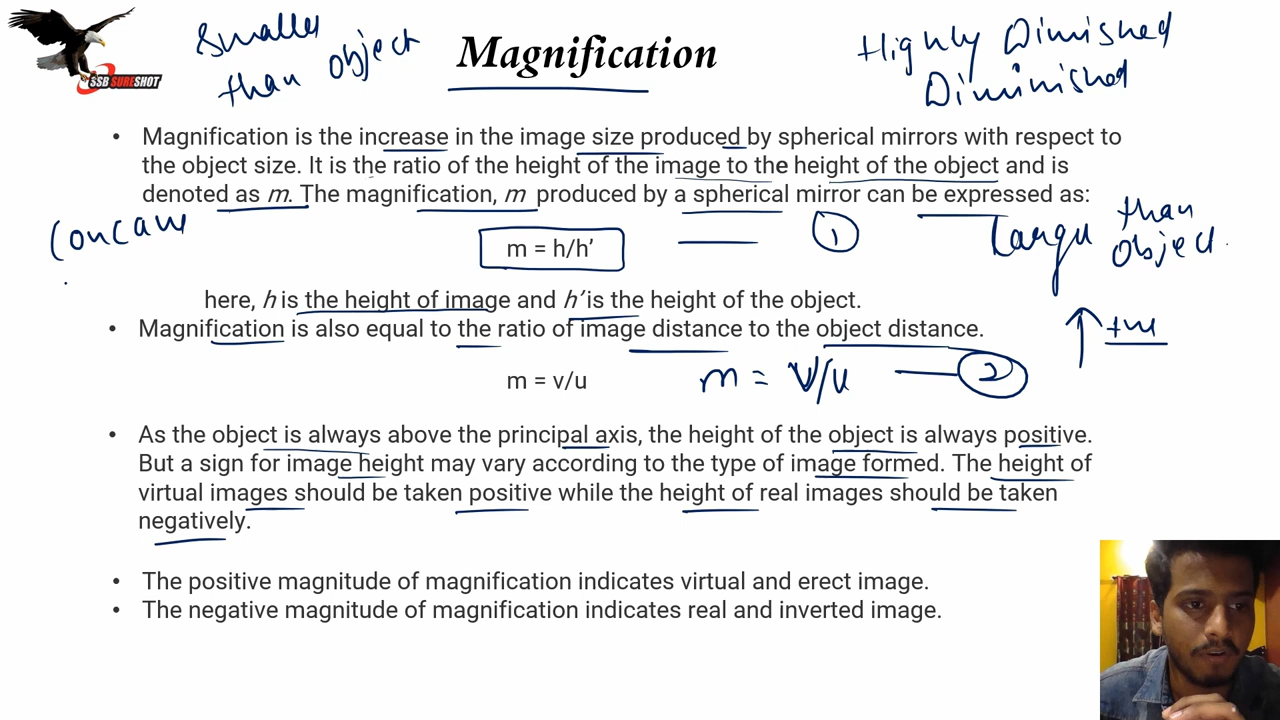 Smaller
than object
Magnification
Highly Diminished
Diminished
SSB SURESHOT
• Magnification is the increase in the image size produced by spherical mirrors with respect to
the object size. It is the ratio of the height of the image to the height of the object and is
denoted as m. The magnification, m produced by a spherical mirror can be expressed as:
Concave
m = h/h’
1
than
object
here, h is the height of image and h’ is the height of the object.
• Magnification is also equal to the ratio of image distance to the object distance.
m = v/u
m = v/u
2
• As the object is always above the principal axis, the height of the object is always positive.
But a sign for image height may vary according to the type of image formed. The height of
virtual images should be taken positive while the height of real images should be taken
negatively.
• The positive magnitude of magnification indicates virtual and erect image.
• The negative magnitude of magnification indicates real and inverted image.